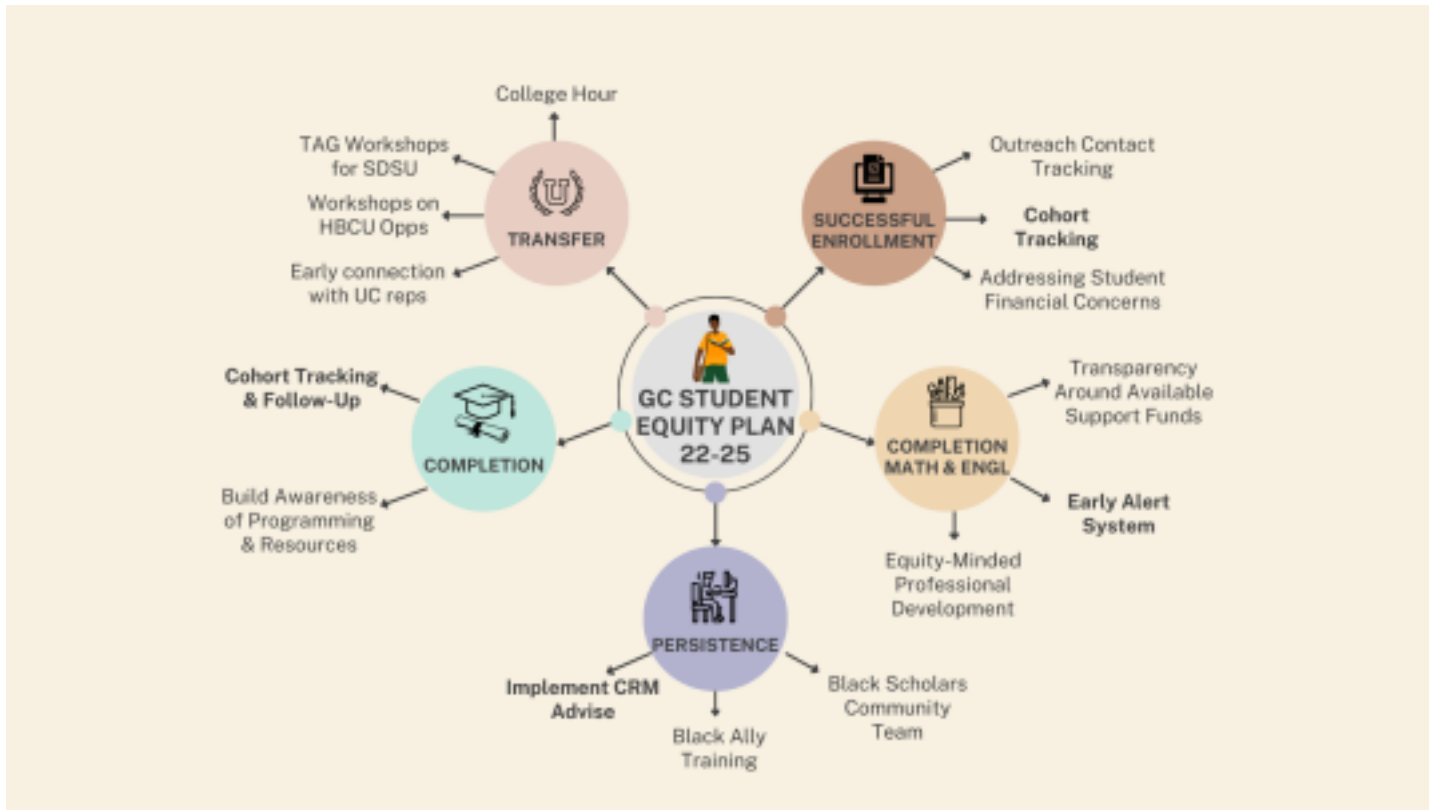 College Hour
TAG Workshops
for SDSU
Workshops on
HBCU Opps
Early connection
with UC reps
U
TRANSFER
SUCCESSFUL
ENROLLMENT
Outreach Contact
Tracking
Cohort
Tracking
Addressing Student
Financial Concerns
GC STUDENT
EQUITY PLAN
22-25
Cohort Tracking
& Follow-Up
Build Awareness
of Programming
& Resources
COMPLETION
COMPLETION
MATH & ENGL
Transparency
Around Available
Support Funds
Early Alert
System
Equity-Minded
Professional
Development
PERSISTENCE
Implement CRM
Advise
Black Ally
Training
Black Scholars
Community
Team